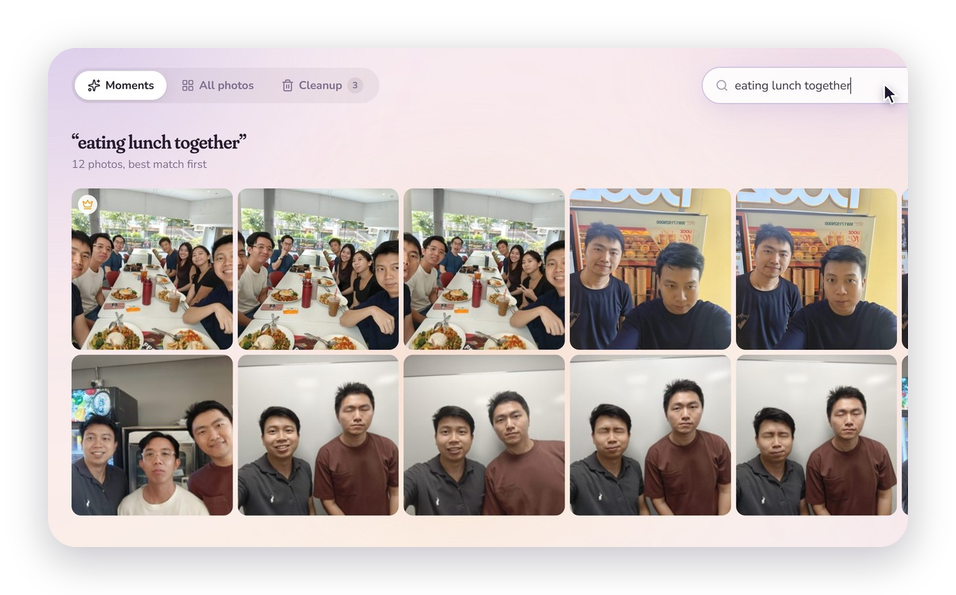 Moments
All photos
Cleanup 3
eating lunch together
“eating lunch together”
12 photos, best match first